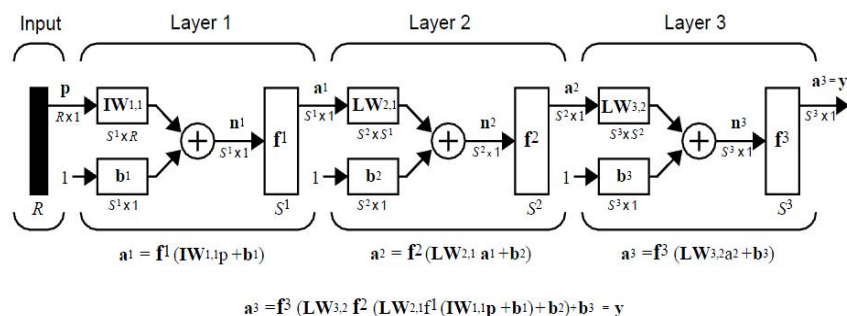 Input Layer 1 Layer 2 Layer 3
p a1 a2 a3 = y
IW1,1 LW2,1 LW3,2
R x 1 S1 x 1 S2 x 1 S3 x 1
n1 n2 n3
S1 x R S2 x S1 S3 x S2
+ f1 + f2 + f3
S1 x 1 S2 x 1 S3 x 1
1 b1 1 b2 1 b3
R S1 x 1 S1 S2 x 1 S2 S3 x 1 S3
a1 = f1 (IW1,1p +b1) a2 = f2 (LW2,1 a1+b2) a3 =f3 (LW3,2a2+b3)
a3 =f3 (LW3,2 f2 (LW2,1f1 (IW1,1p +b1)+b2)+b3 = y